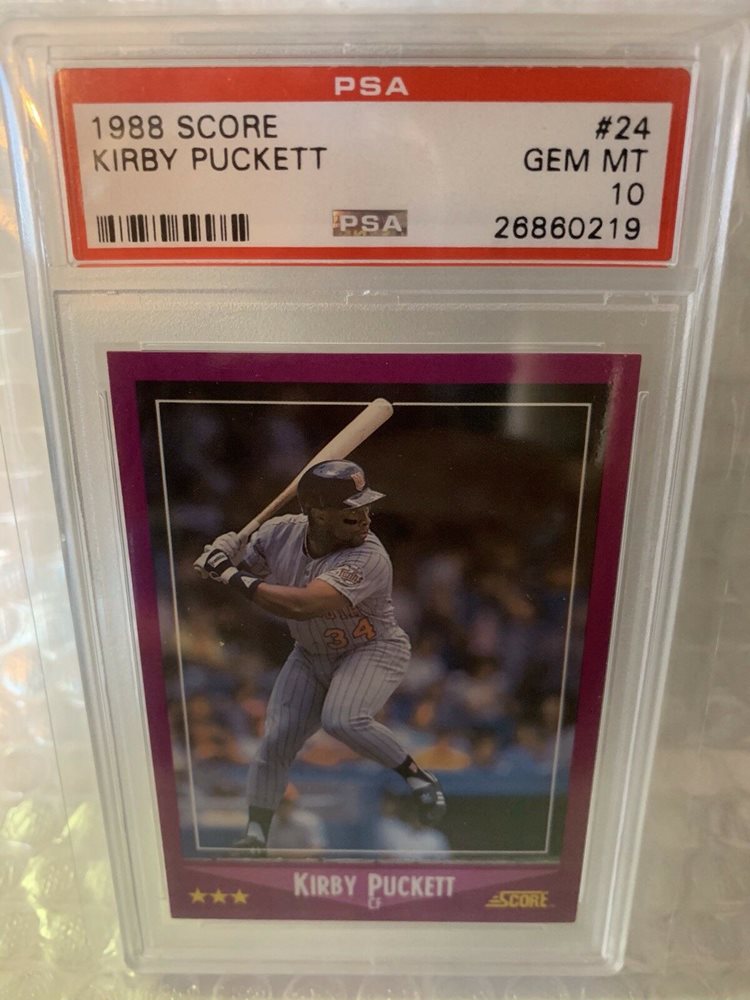 PSA
1988 SCORE #24
KIRBY PUCKETT GEM MT
10
PSA 26860219
Twins
34
KIRBY PUCKETT
CF
SCORE